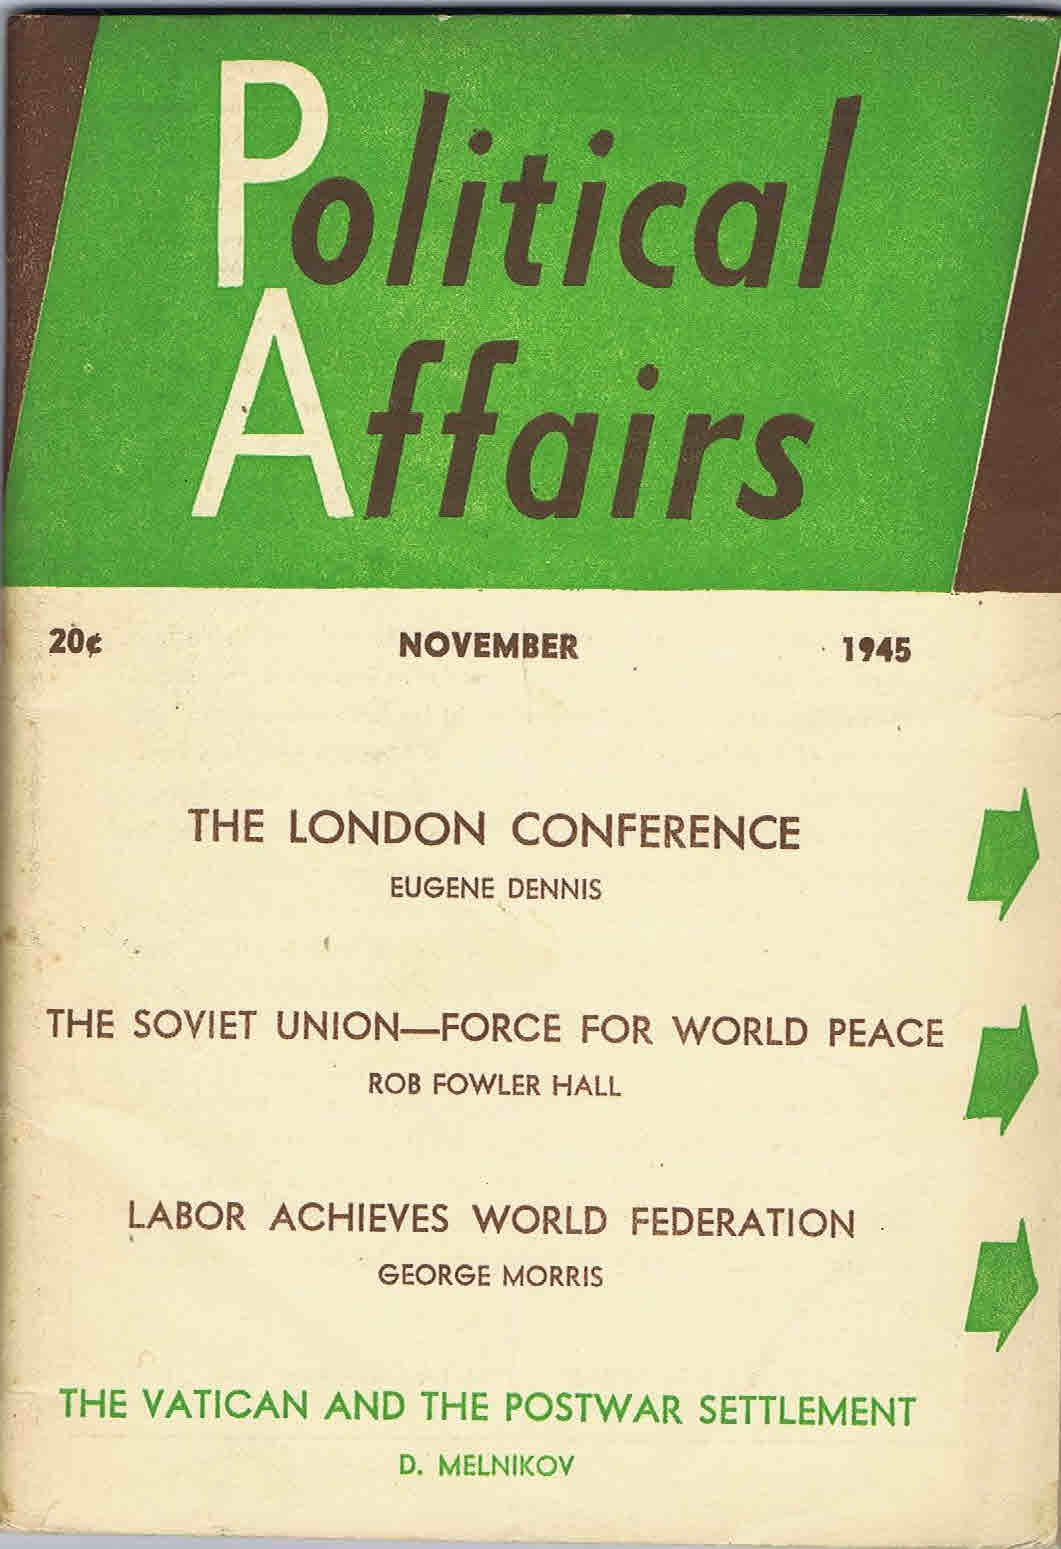 Political
Affairs
20¢ NOVEMBER 1945
THE LONDON CONFERENCE
EUGENE DENNIS
THE SOVIET UNION—FORCE FOR WORLD PEACE
ROB FOWLER HALL
LABOR ACHIEVES WORLD FEDERATION
GEORGE MORRIS
THE VATICAN AND THE POSTWAR SETTLEMENT
D. MELNIKOV